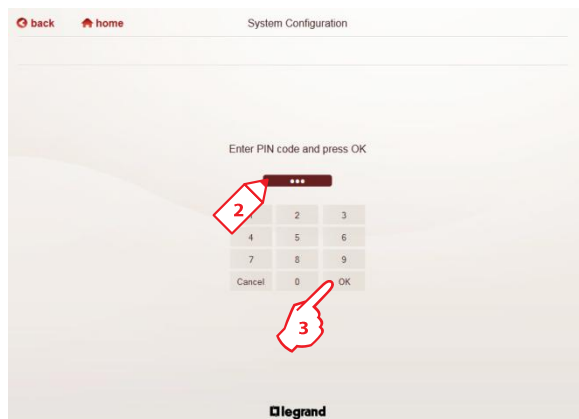 back home System Configuration
Enter PIN code and press OK
•••
2
2 3
4 5 6
7 8 9
Cancel 0 OK
3
legrand